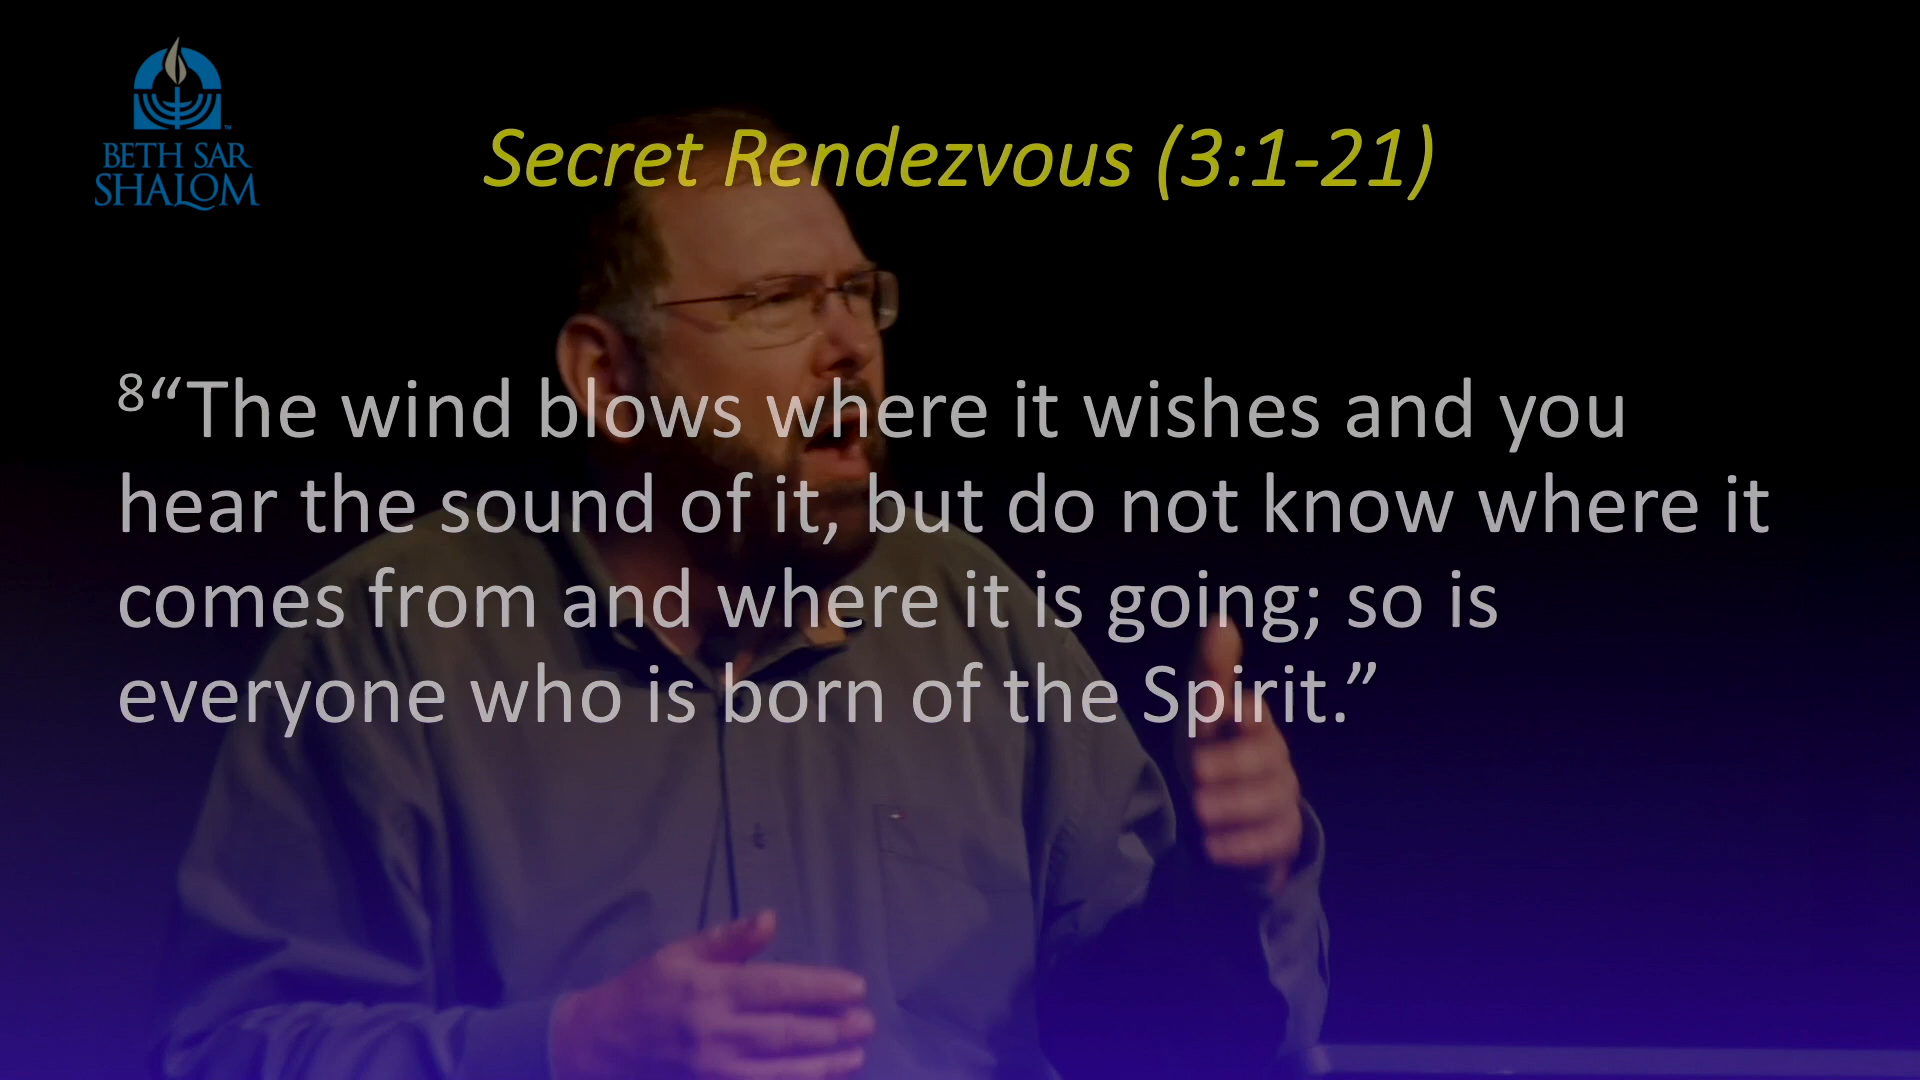 BETH SAR
SHALOM
Secret Rendezvous (3:1-21)
8“The wind blows where it wishes and you
hear the sound of it, but do not know where it
comes from and where it is going; so is
everyone who is born of the Spirit.”